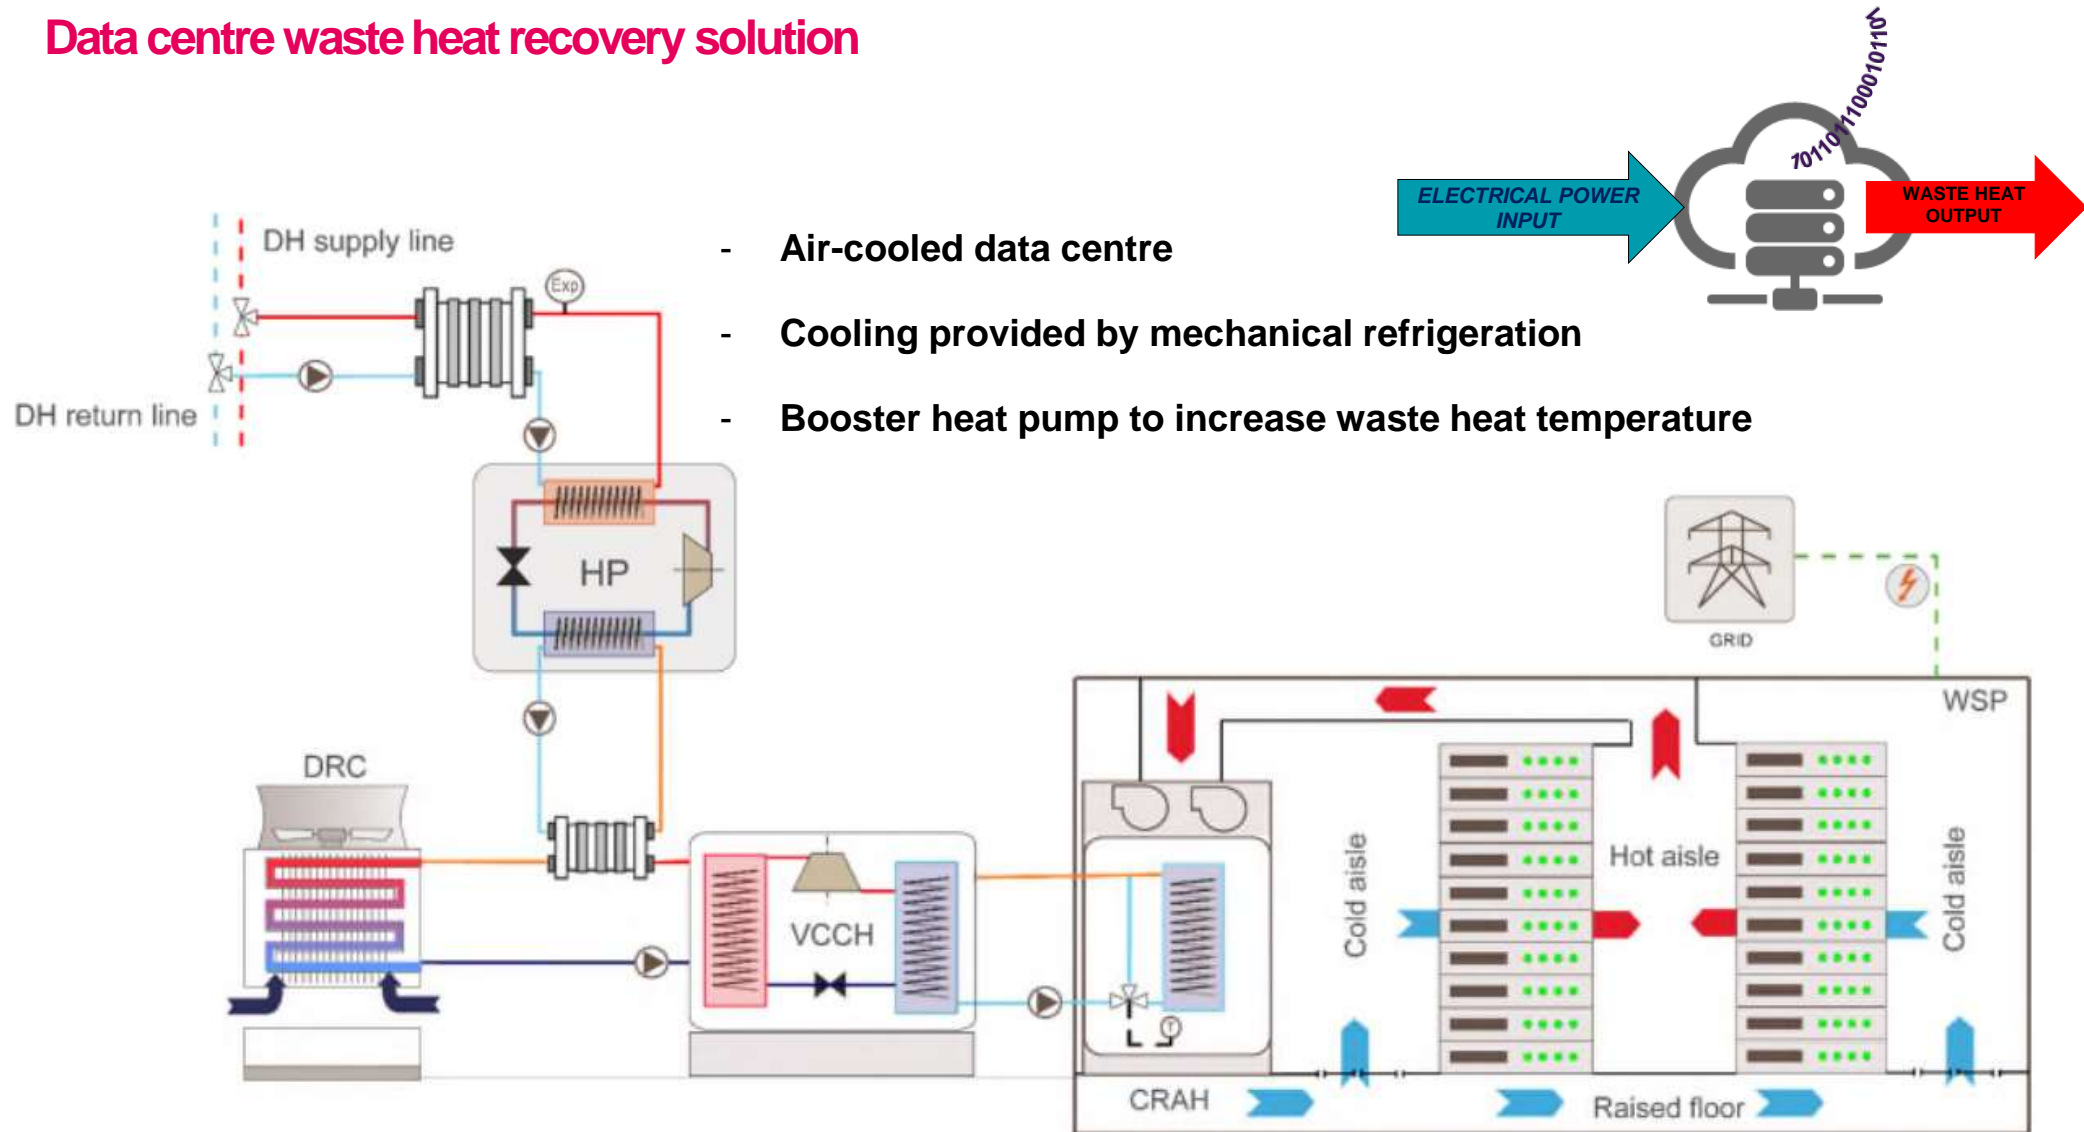 Data centre waste heat recovery solution
ELECTRICAL POWER
INPUT
WASTE HEAT
OUTPUT
DH supply line
- Air-cooled data centre
Exp
- Cooling provided by mechanical refrigeration
DH return line
- Booster heat pump to increase waste heat temperature
HP
GRID
WSP
DRC
Cold aisle
Hot aisle
Cold aisle
VCCH
T
CRAH
Raised floor